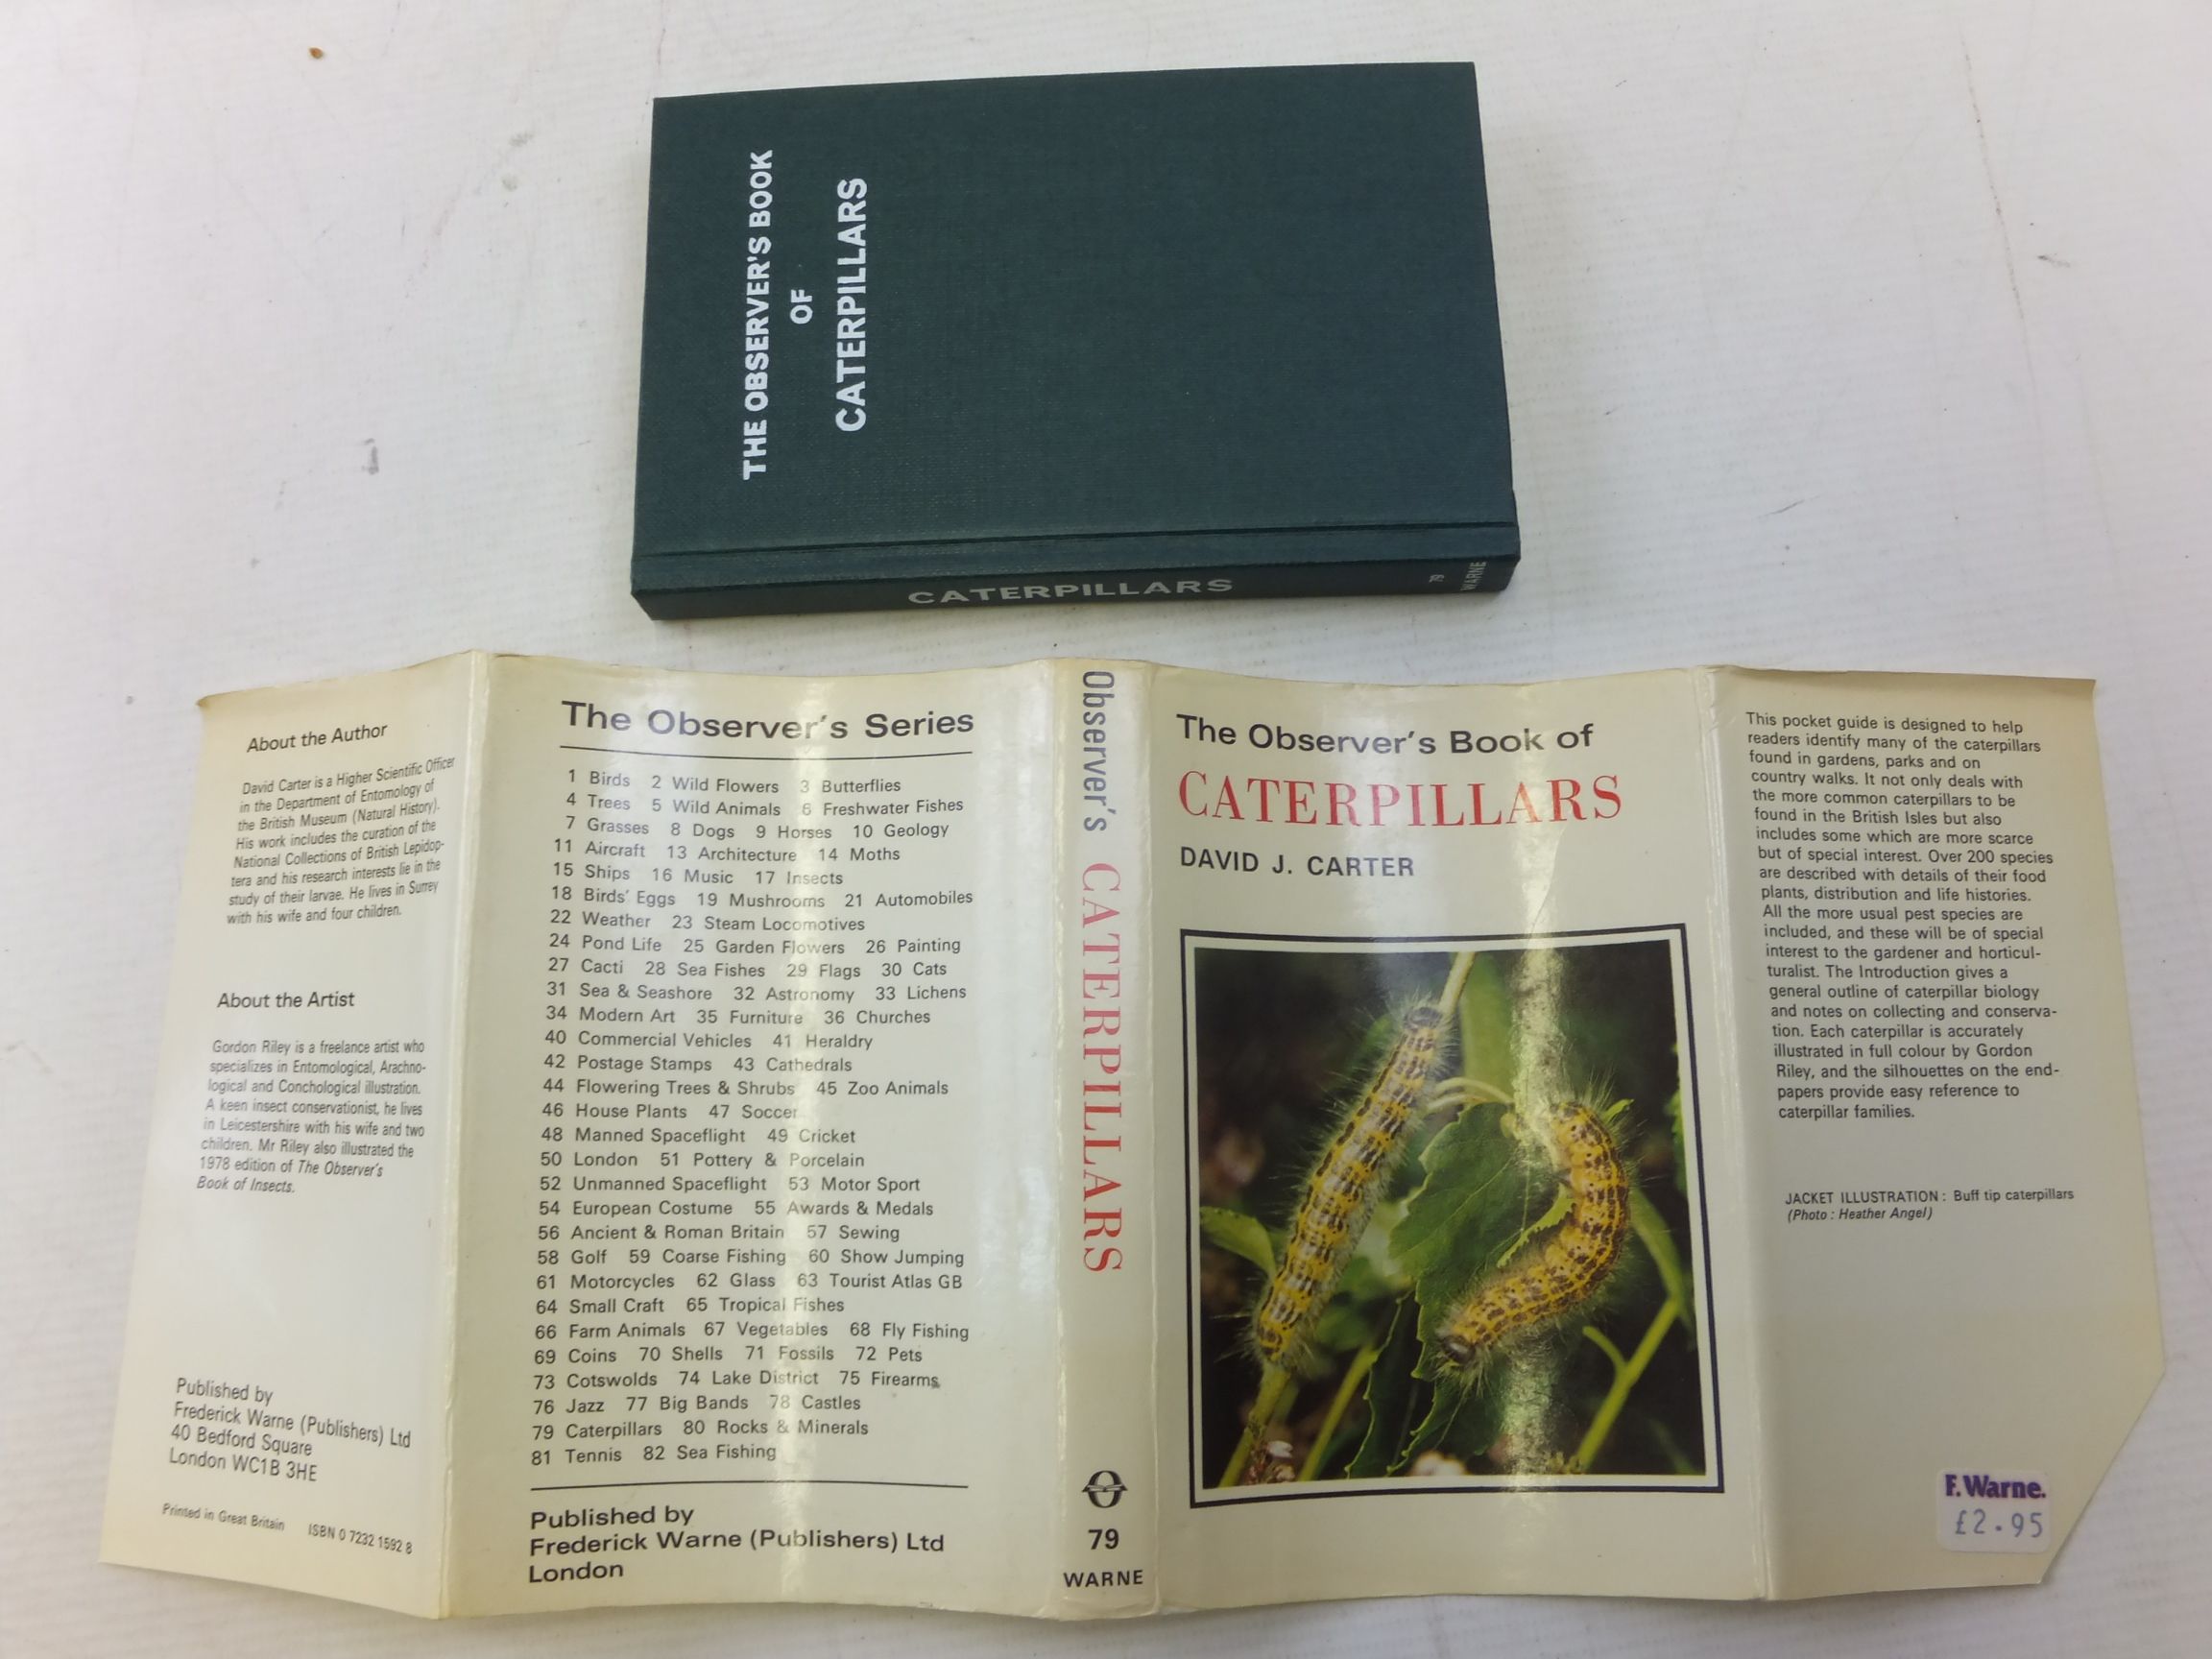 THE OBSERVER'S BOOK
OF
CATERPILLARS
CATERPILLARS
79
WARNE
About the Author
David Carter is a Higher Scientific Officer
in the Department of Entomology of
the British Museum (Natural History).
His work includes the curation of the
National Collections of British Lepidop-
tera and his research interests lie in the
study of their larvae. He lives in Surrey
with his wife and four children.
About the Artist
Gordon Riley is a freelance artist who
specializes in Entomological, Arachno-
logical and Conchological illustration.
A keen insect conservationist, he lives
in Leicestershire with his wife and two
children. Mr Riley also illustrated the
1978 edition of The Observer's
Book of Insects.
Published by
Frederick Warne (Publishers) Ltd
40 Bedford Square
London WC1B 3HE
Printed in Great Britain ISBN 0 7232 1592 8
The Observer's Series
1 Birds 2 Wild Flowers 3 Butterflies
4 Trees 5 Wild Animals 6 Freshwater Fishes
7 Grasses 8 Dogs 9 Horses 10 Geology
11 Aircraft 13 Architecture 14 Moths
15 Ships 16 Music 17 Insects
18 Birds' Eggs 19 Mushrooms 21 Automobiles
22 Weather 23 Steam Locomotives
24 Pond Life 25 Garden Flowers 26 Painting
27 Cacti 28 Sea Fishes 29 Flags 30 Cats
31 Sea & Seashore 32 Astronomy 33 Lichens
34 Modern Art 35 Furniture 36 Churches
40 Commercial Vehicles 41 Heraldry
42 Postage Stamps 43 Cathedrals
44 Flowering Trees & Shrubs 45 Zoo Animals
46 House Plants 47 Soccer
48 Manned Spaceflight 49 Cricket
50 London 51 Pottery & Porcelain
52 Unmanned Spaceflight 53 Motor Sport
54 European Costume 55 Awards & Medals
56 Ancient & Roman Britain 57 Sewing
58 Golf 59 Coarse Fishing 60 Show Jumping
61 Motorcycles 62 Glass 63 Tourist Atlas GB
64 Small Craft 65 Tropical Fishes
66 Farm Animals 67 Vegetables 68 Fly Fishing
69 Coins 70 Shells 71 Fossils 72 Pets
73 Cotswolds 74 Lake District 75 Firearms
76 Jazz 77 Big Bands 78 Castles
79 Caterpillars 80 Rocks & Minerals
81 Tennis 82 Sea Fishing
Published by
Frederick Warne (Publishers) Ltd
London
Observer's CATERPILLARS
79
WARNE
The Observer's Book of
CATERPILLARS
DAVID J. CARTER
This pocket guide is designed to help
readers identify many of the caterpillars
found in gardens, parks and on
country walks. It not only deals with
the more common caterpillars to be
found in the British Isles but also
includes some which are more scarce
but of special interest. Over 200 species
are described with details of their food
plants, distribution and life histories.
All the more usual pest species are
included, and these will be of special
interest to the gardener and horticul-
turalist. The Introduction gives a
general outline of caterpillar biology
and notes on collecting and conserva-
tion. Each caterpillar is accurately
illustrated in full colour by Gordon
Riley, and the silhouettes on the end-
papers provide easy reference to
caterpillar families.
JACKET ILLUSTRATION: Buff tip caterpillars
(Photo: Heather Angel)
F. Warne.
£2.95